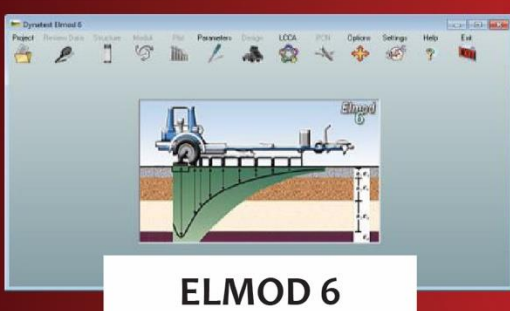 Dynatest Elmod 6
Project Review Data Structure Moduli Plot Parameters Design LCCA PCN Options Settings Help Exit
Elmod
6
ELMOD 6